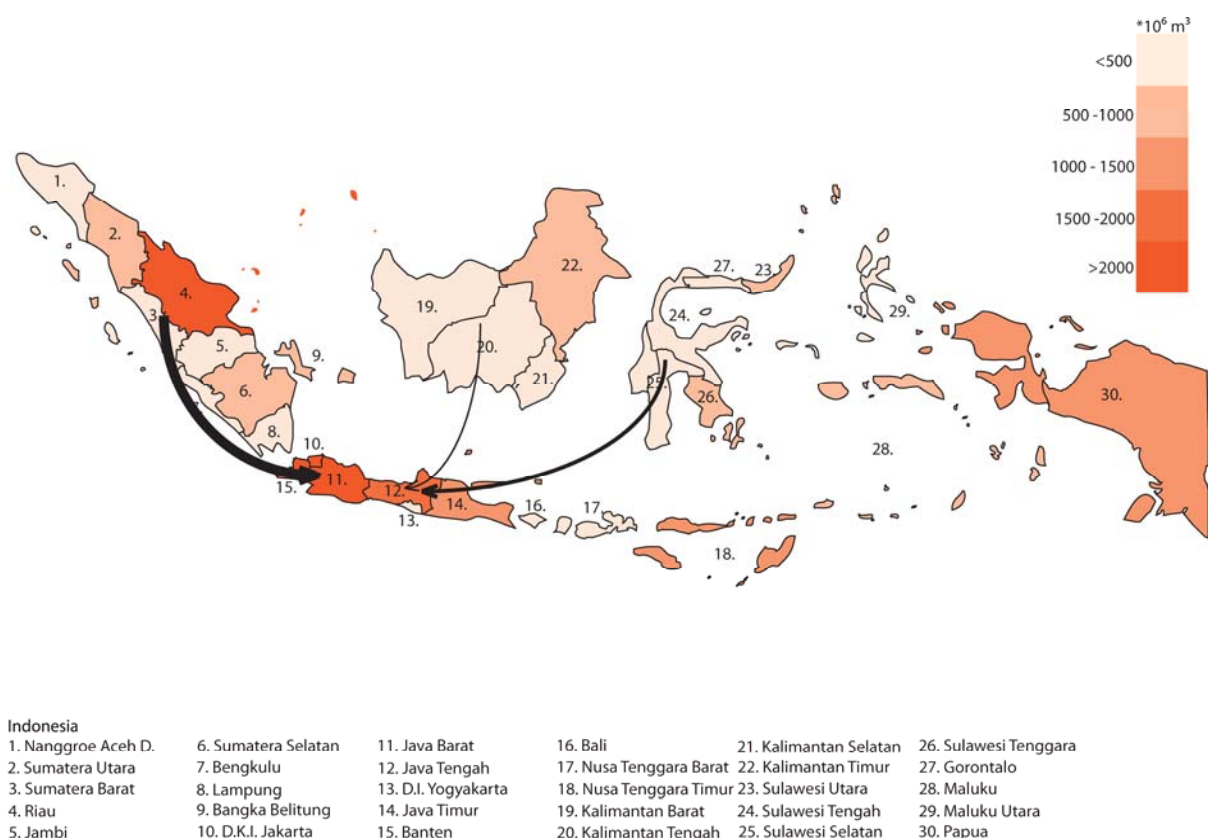 *10⁶ m³
<500
500 -1000
1000 - 1500
1500 -2000
>2000
1.
2.
3
4.
5.
6.
8.
9.
10.
11.
12.
13.
14.
15.
16.
17.
18.
19.
20.
21.
22.
23.
24.
25.
26.
27.
28.
29.
30.
Indonesia
1. Nanggroe Aceh D.
2. Sumatera Utara
3. Sumatera Barat
4. Riau
5. Jambi
6. Sumatera Selatan
7. Bengkulu
8. Lampung
9. Bangka Belitung
10. D.K.I. Jakarta
11. Java Barat
12. Java Tengah
13. D.I. Yogyakarta
14. Java Timur
15. Banten
16. Bali
17. Nusa Tenggara Barat
18. Nusa Tenggara Timur
19. Kalimantan Barat
20. Kalimantan Tengah
21. Kalimantan Selatan
22. Kalimantan Timur
23. Sulawesi Utara
24. Sulawesi Tengah
25. Sulawesi Selatan
26. Sulawesi Tenggara
27. Gorontalo
28. Maluku
29. Maluku Utara
30. Papua